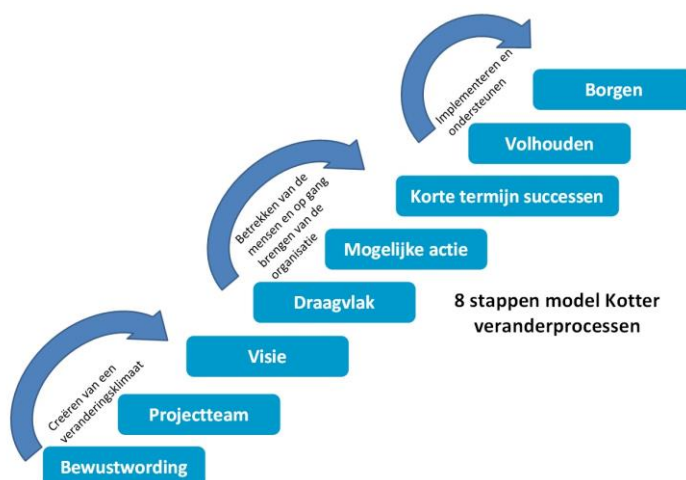 Implementeren en
ondersteunen
Borgen
Volhouden
Korte termijn successen
Betrekken van de
mensen en op gang
brengen van de
organisatie
Mogelijke actie
Draagvlak
8 stappen model Kotter
veranderprocessen
Visie
Creëren van een
veranderingsklimaat
Projectteam
Bewustwording